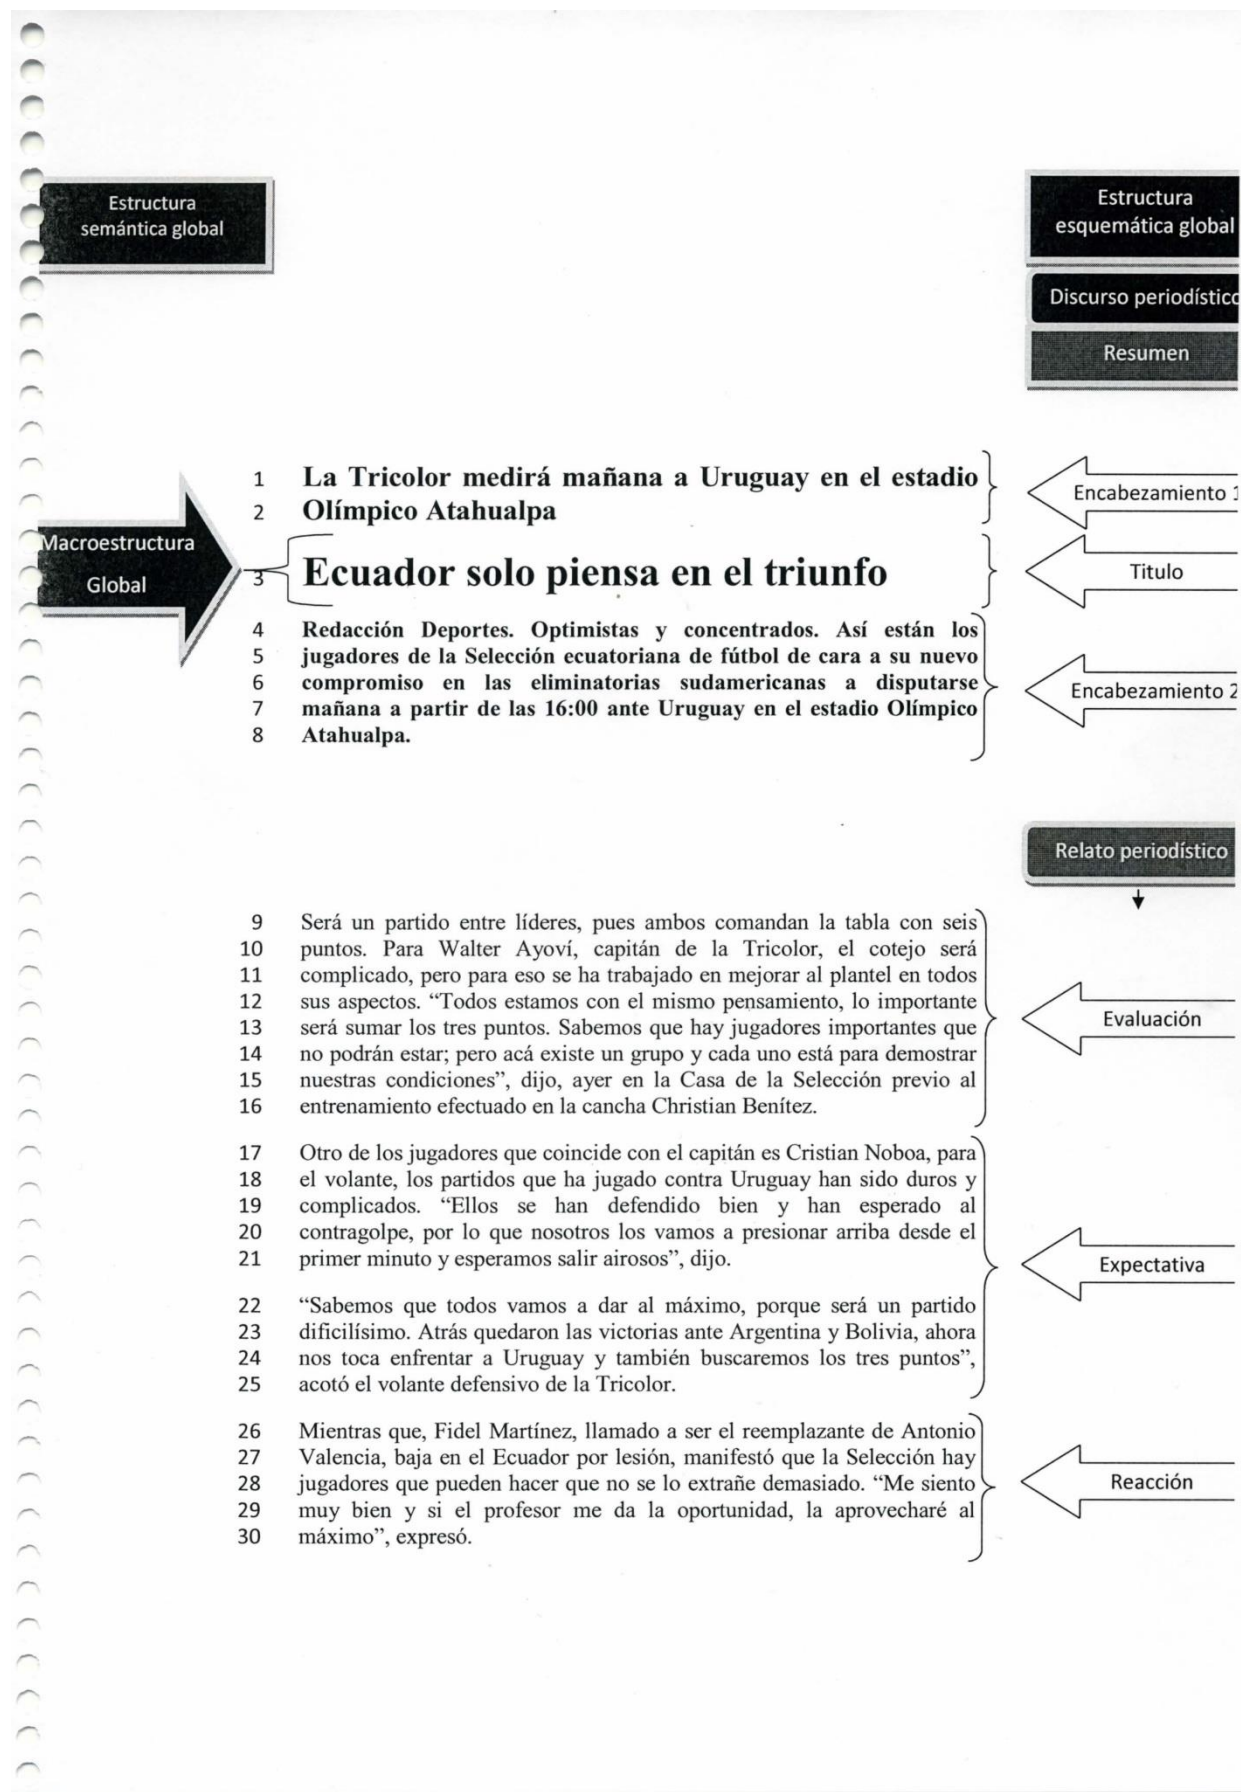 Estructura
semántica global
Estructura
esquemática global
Discurso periodístico
Resumen
1 La Tricolor medirá mañana a Uruguay en el estadio
2 Olímpico Atahualpa
Encabezamiento 1
Macroestructura
Global
3 Ecuador solo piensa en el triunfo
Titulo
4 Redacción Deportes. Optimistas y concentrados. Así están los
5 jugadores de la Selección ecuatoriana de fútbol de cara a su nuevo
6 compromiso en las eliminatorias sudamericanas a disputarse
7 mañana a partir de las 16:00 ante Uruguay en el estadio Olímpico
8 Atahualpa.
Encabezamiento 2
Relato periodístico
9 Será un partido entre líderes, pues ambos comandan la tabla con seis
10 puntos. Para Walter Ayoví, capitán de la Tricolor, el cotejo será
11 complicado, pero para eso se ha trabajado en mejorar al plantel en todos
12 sus aspectos. “Todos estamos con el mismo pensamiento, lo importante
13 será sumar los tres puntos. Sabemos que hay jugadores importantes que
14 no podrán estar; pero acá existe un grupo y cada uno está para demostrar
15 nuestras condiciones”, dijo, ayer en la Casa de la Selección previo al
16 entrenamiento efectuado en la cancha Christian Benítez.
Evaluación
17 Otro de los jugadores que coincide con el capitán es Cristian Noboa, para
18 el volante, los partidos que ha jugado contra Uruguay han sido duros y
19 complicados. “Ellos se han defendido bien y han esperado al
20 contragolpe, por lo que nosotros los vamos a presionar arriba desde el
21 primer minuto y esperamos salir airosos”, dijo.
Expectativa
22 “Sabemos que todos vamos a dar al máximo, porque será un partido
23 dificilísimo. Atrás quedaron las victorias ante Argentina y Bolivia, ahora
24 nos toca enfrentar a Uruguay y también buscaremos los tres puntos”,
25 acotó el volante defensivo de la Tricolor.
26 Mientras que, Fidel Martínez, llamado a ser el reemplazante de Antonio
27 Valencia, baja en el Ecuador por lesión, manifestó que la Selección hay
28 jugadores que pueden hacer que no se lo extrañe demasiado. “Me siento
29 muy bien y si el profesor me da la oportunidad, la aprovecharé al
30 máximo”, expresó.
Reacción